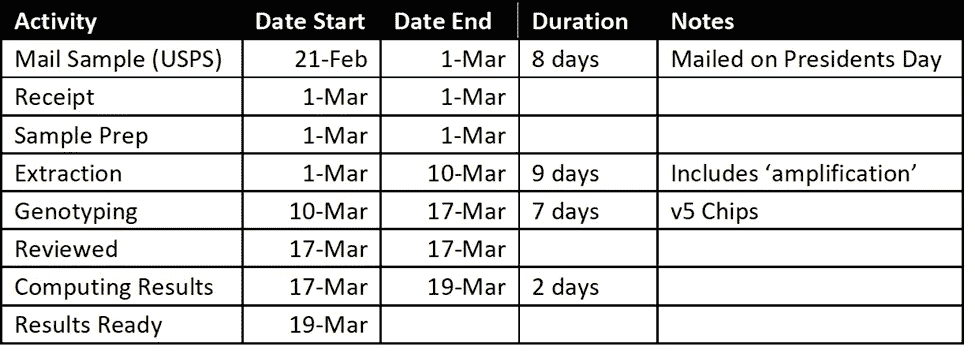 Activity Date Start Date End Duration Notes
Mail Sample (USPS) 21-Feb 1-Mar 8 days Mailed on Presidents Day
Receipt 1-Mar 1-Mar
Sample Prep 1-Mar 1-Mar
Extraction 1-Mar 10-Mar 9 days Includes ‘amplification’
Genotyping 10-Mar 17-Mar 7 days v5 Chips
Reviewed 17-Mar 17-Mar
Computing Results 17-Mar 19-Mar 2 days
Results Ready 19-Mar